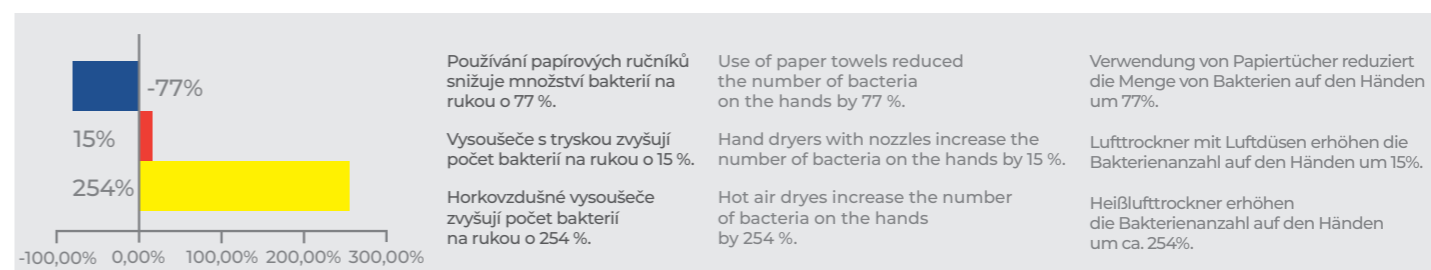 -77%
15%
254%
-100,00% 0,00% 100,00% 200,00% 300,00%
Používání papírových ručníků
snižuje množství bakterií na
rukou o 77 %.
Vysoušeče s tryskou zvyšují
počet bakterií na rukou o 15 %.
Horkovzdušné vysoušeče
zvyšují počet bakterií
na rukou o 254 %.
Use of paper towels reduced
the number of bacteria
on the hands by 77 %.
Hand dryers with nozzles increase the
number of bacteria on the hands by 15 %.
Hot air dryes increase the number
of bacteria on the hands
by 254 %.
Verwendung von Papiertücher reduziert
die Menge von Bakterien auf den Händen
um 77%.
Lufttrockner mit Luftdüsen erhöhen die
Bakterienanzahl auf den Händen um 15%.
Heißlufttrockner erhöhen
die Bakterienanzahl auf den Händen
um ca. 254%.